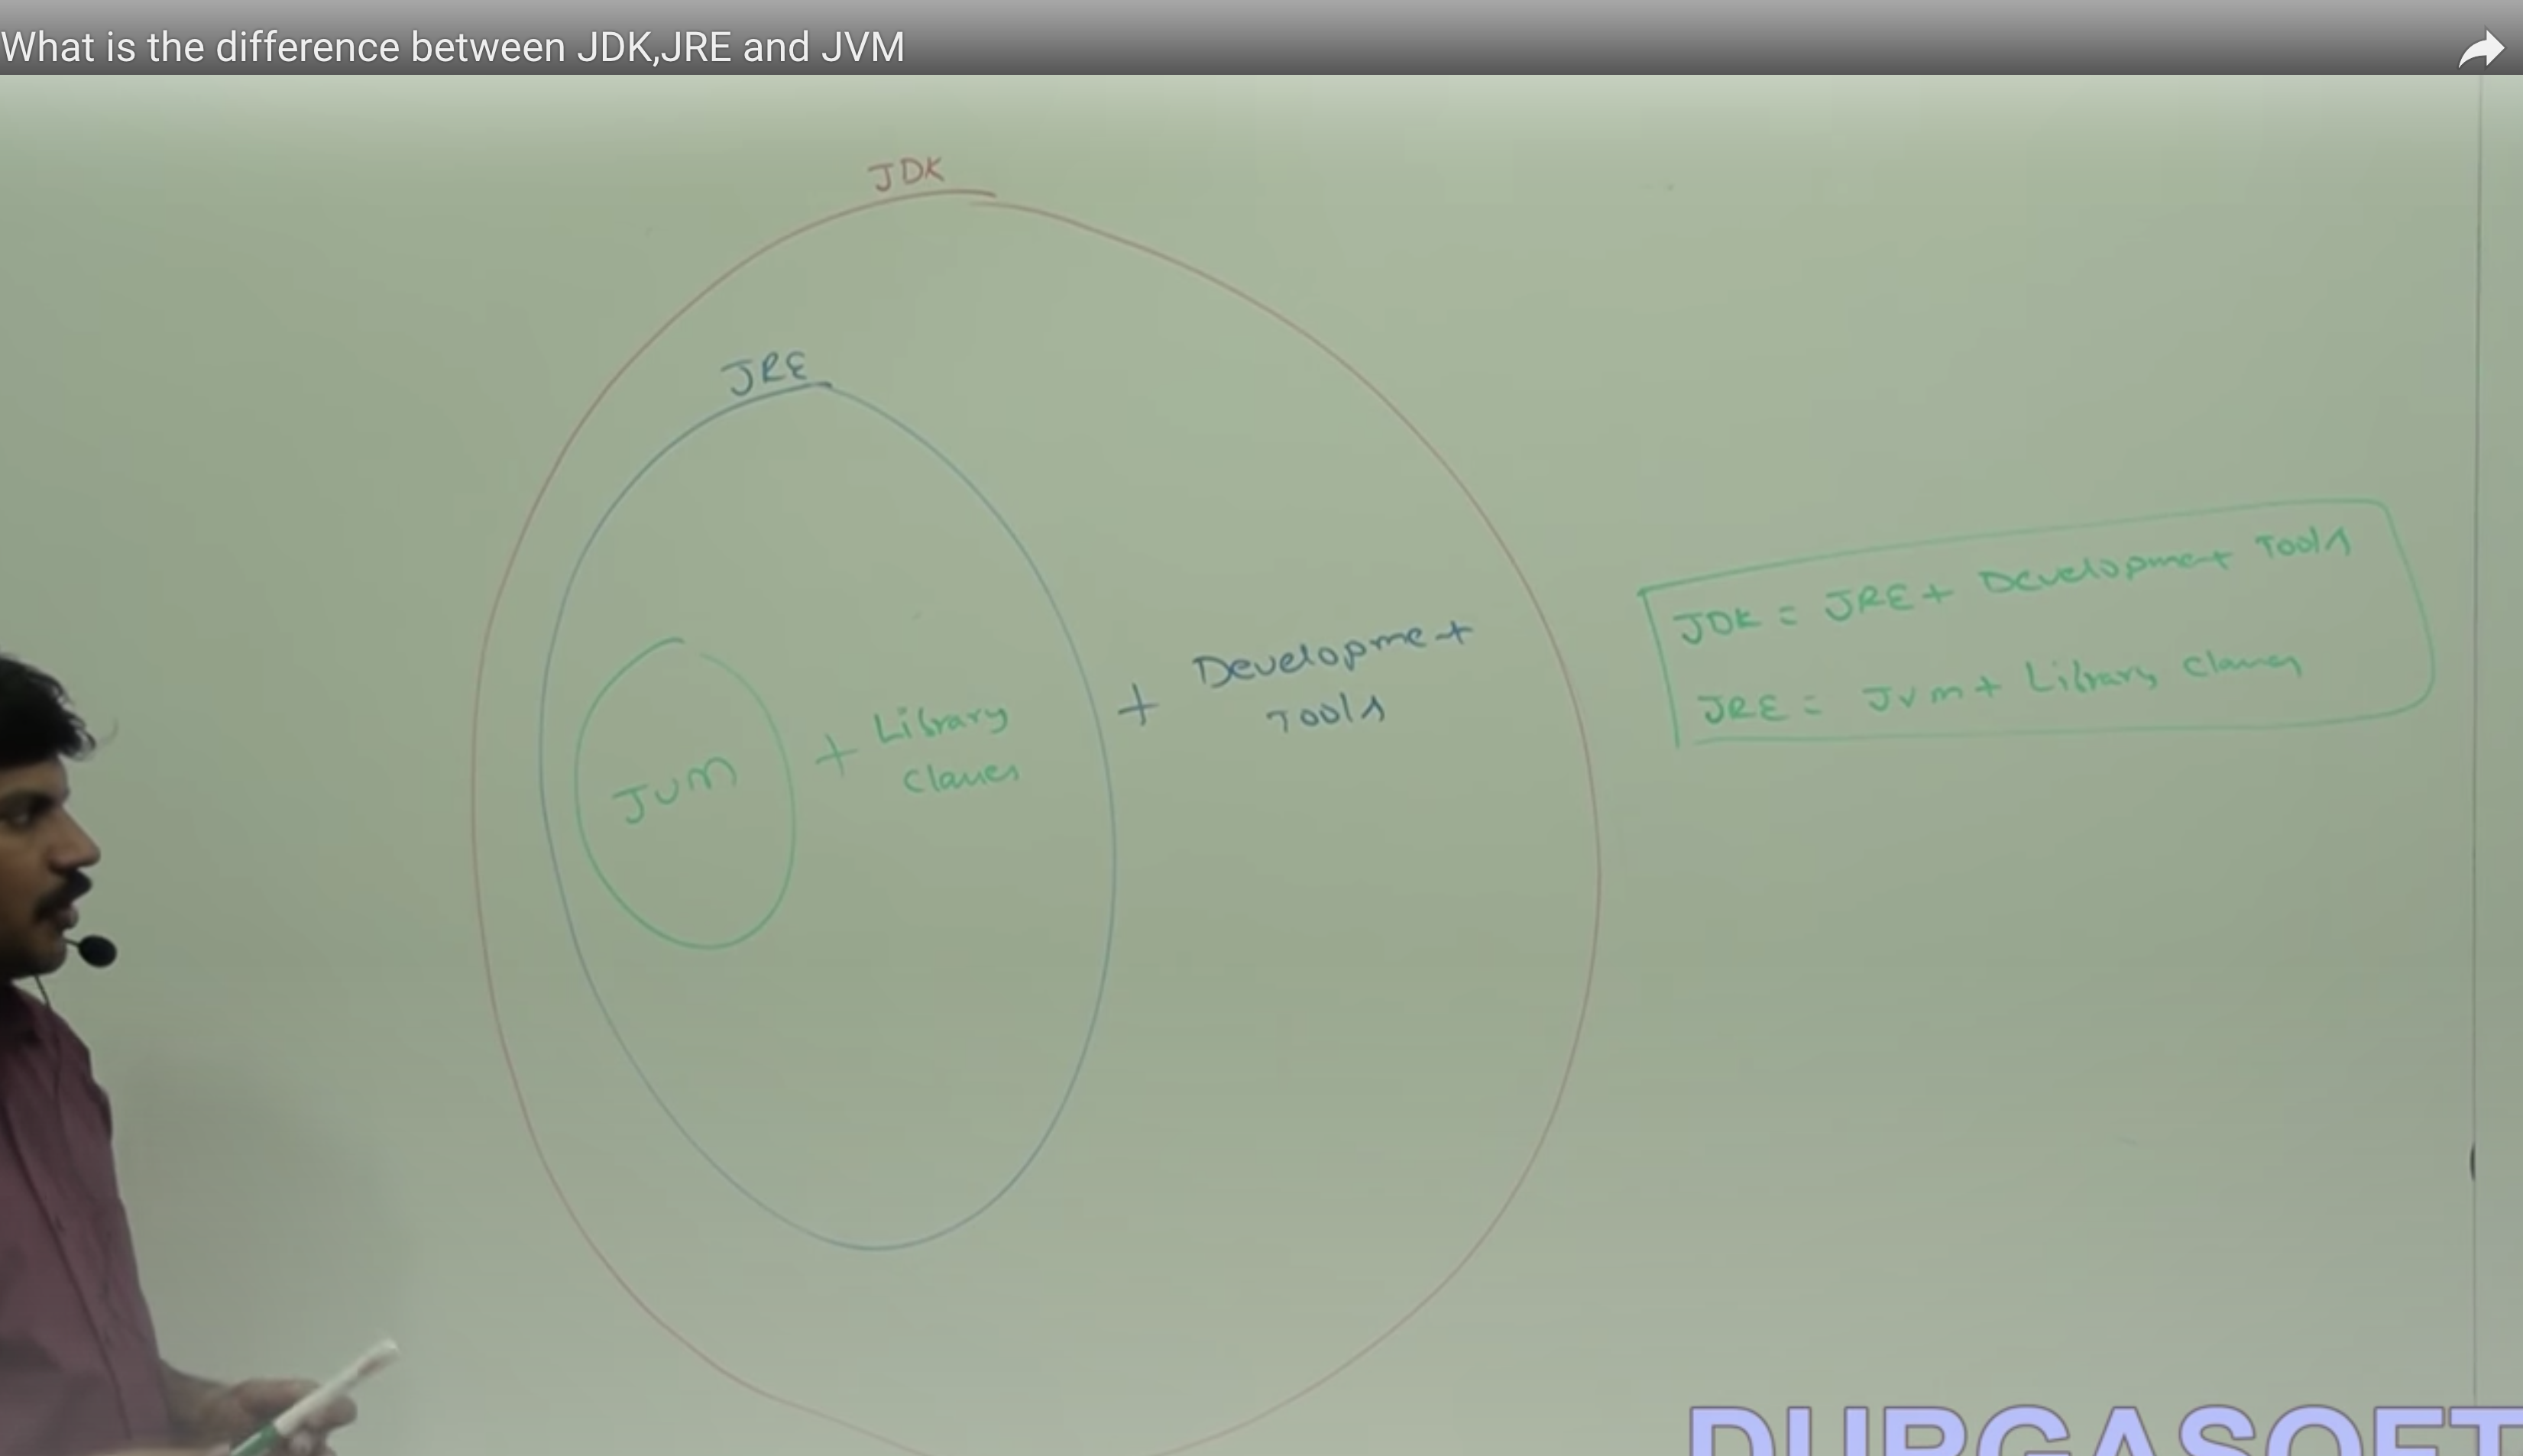 What is the difference between JDK,JRE and JVM
JDK
JRE
JVM
+ Library
Classes
+ Development
Tools
JDK = JRE + Development Tools
JRE = JVM + Library Classes
DURGASOFT